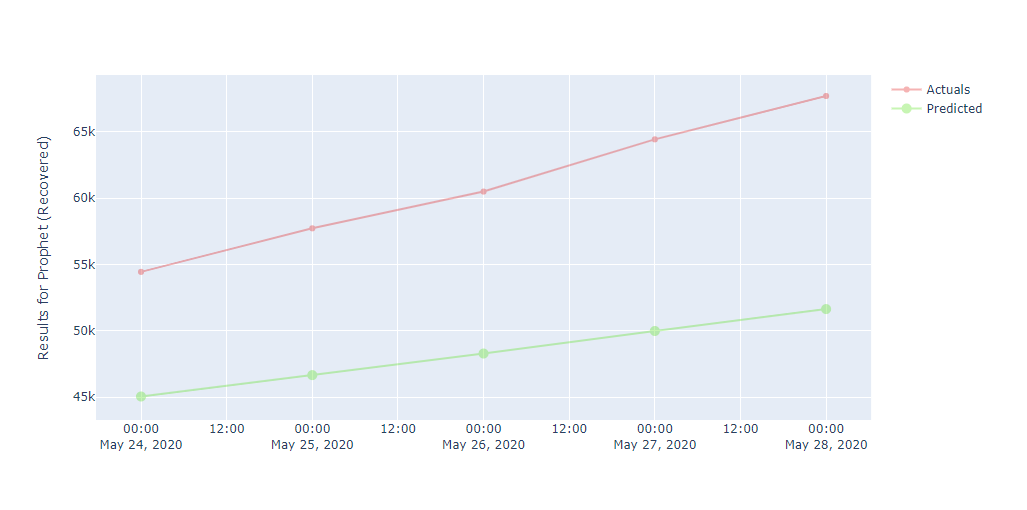 Actuals
Predicted
Results for Prophet (Recovered)
65k
60k
55k
50k
45k
00:00 12:00 00:00 12:00 00:00 12:00 00:00 12:00 00:00
May 24, 2020 May 25, 2020 May 26, 2020 May 27, 2020 May 28, 2020